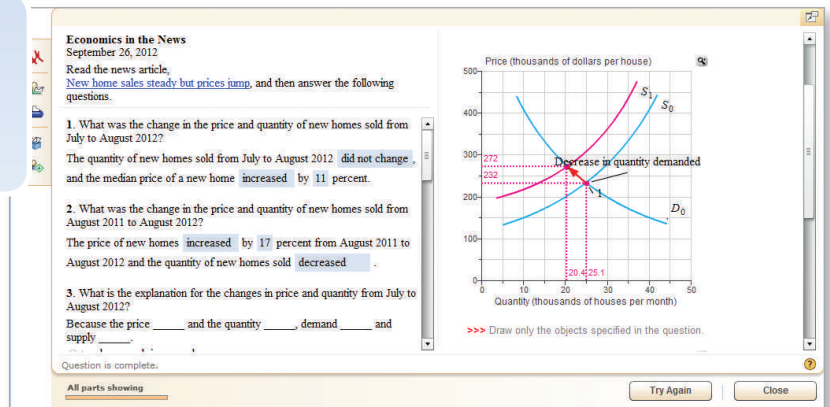 Economics in the News
September 26, 2012
Read the news article,
New home sales steady but prices jump, and then answer the following
questions.
1. What was the change in the price and quantity of new homes sold from
July to August 2012?
The quantity of new homes sold from July to August 2012 did not change ,
and the median price of a new home increased by 11 percent.
2. What was the change in the price and quantity of new homes sold from
August 2011 to August 2012?
The price of new homes increased by 17 percent from August 2011 to
August 2012 and the quantity of new homes sold decreased .
3. What is the explanation for the changes in price and quantity from July to
August 2012?
Because the price _____ and the quantity _____, demand _____ and
supply _____.
Question is complete.
All parts showing
Price (thousands of dollars per house)
500
400
300
200
100
0
S1
S0
272
Decrease in quantity demanded
232
1
D0
20.4
25.1
0 10 20 30 40 50
Quantity (thousands of houses per month)
>>> Draw only the objects specified in the question.
Try Again
Close